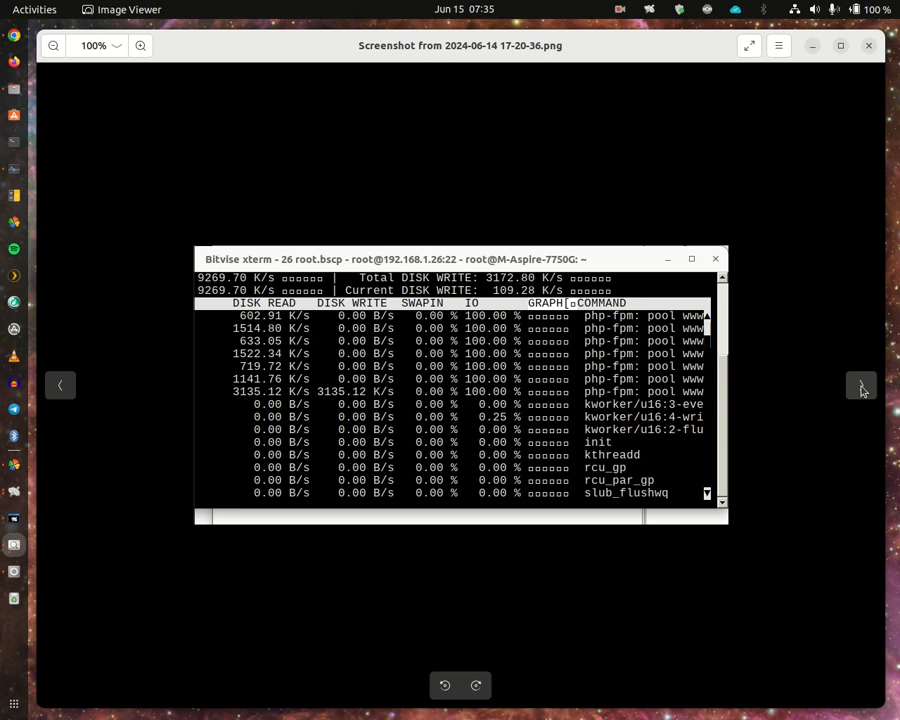 Activities Image Viewer Jun 15 07:35 100 %
100% Screenshot from 2024-06-14 17-20-36.png
Bitvise xterm - 26 root.bscp - root@192.168.1.26:22 - root@M-Aspire-7750G: ~
9269.70 K/s □□□□□□ | Total DISK WRITE: 3172.80 K/s □□□□□□
9269.70 K/s □□□□□□ | Current DISK WRITE: 109.28 K/s □□□□□□
DISK READ DISK WRITE SWAPIN IO GRAPH[□COMMAND
602.91 K/s 0.00 B/s 0.00 % 100.00 % □□□□□□ php-fpm: pool www
1514.80 K/s 0.00 B/s 0.00 % 100.00 % □□□□□□ php-fpm: pool www
633.05 K/s 0.00 B/s 0.00 % 100.00 % □□□□□□ php-fpm: pool www
1522.34 K/s 0.00 B/s 0.00 % 100.00 % □□□□□□ php-fpm: pool www
719.72 K/s 0.00 B/s 0.00 % 100.00 % □□□□□□ php-fpm: pool www
1141.76 K/s 0.00 B/s 0.00 % 100.00 % □□□□□□ php-fpm: pool www
3135.12 K/s 3135.12 K/s 0.00 % 100.00 % □□□□□□ php-fpm: pool www
0.00 B/s 0.00 B/s 0.00 % 0.00 % □□□□□□ kworker/u16:3-eve
0.00 B/s 0.00 B/s 0.00 % 0.25 % □□□□□□ kworker/u16:4-wri
0.00 B/s 0.00 B/s 0.00 % 0.00 % □□□□□□ kworker/u16:2-flu
0.00 B/s 0.00 B/s 0.00 % 0.00 % □□□□□□ init
0.00 B/s 0.00 B/s 0.00 % 0.00 % □□□□□□ kthreadd
0.00 B/s 0.00 B/s 0.00 % 0.00 % □□□□□□ rcu_gp
0.00 B/s 0.00 B/s 0.00 % 0.00 % □□□□□□ rcu_par_gp
0.00 B/s 0.00 B/s 0.00 % 0.00 % □□□□□□ slub_flushwq